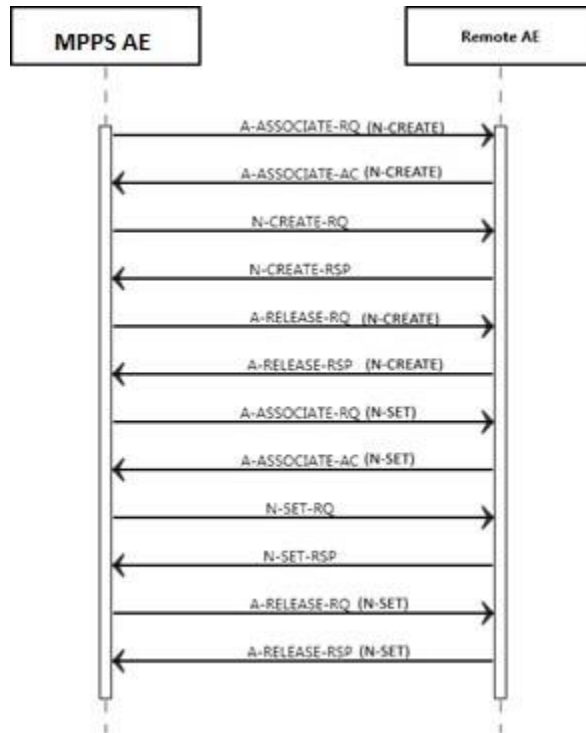 MPPS AE
Remote AE
A-ASSOCIATE-RQ (N-CREATE)
A-ASSOCIATE-AC (N-CREATE)
N-CREATE-RQ
N-CREATE-RSP
A-RELEASE-RQ (N-CREATE)
A-RELEASE-RSP (N-CREATE)
A-ASSOCIATE-RQ (N-SET)
A-ASSOCIATE-AC (N-SET)
N-SET-RQ
N-SET-RSP
A-RELEASE-RQ (N-SET)
A-RELEASE-RSP (N-SET)